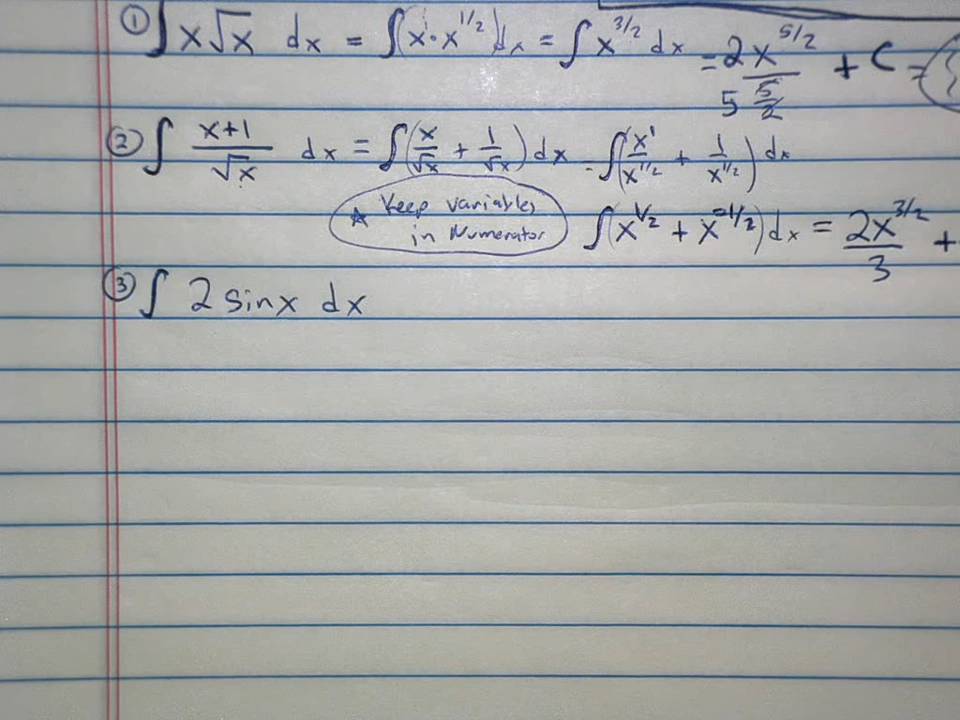 ① ∫ x√x dx = ∫(x·x^1/2)dx = ∫ x^3/2 dx = 2x^5/2 / 5 5/2 + C =
② ∫ x+1/√x dx = ∫(x/√x + 1/√x) dx = ∫(x^1/x^1/2 + 1/x^1/2) dx
★ Keep variables
in Numerator
∫(x^1/2 + x^-1/2)dx = 2x^3/2 / 3 +
③ ∫ 2 sinx dx